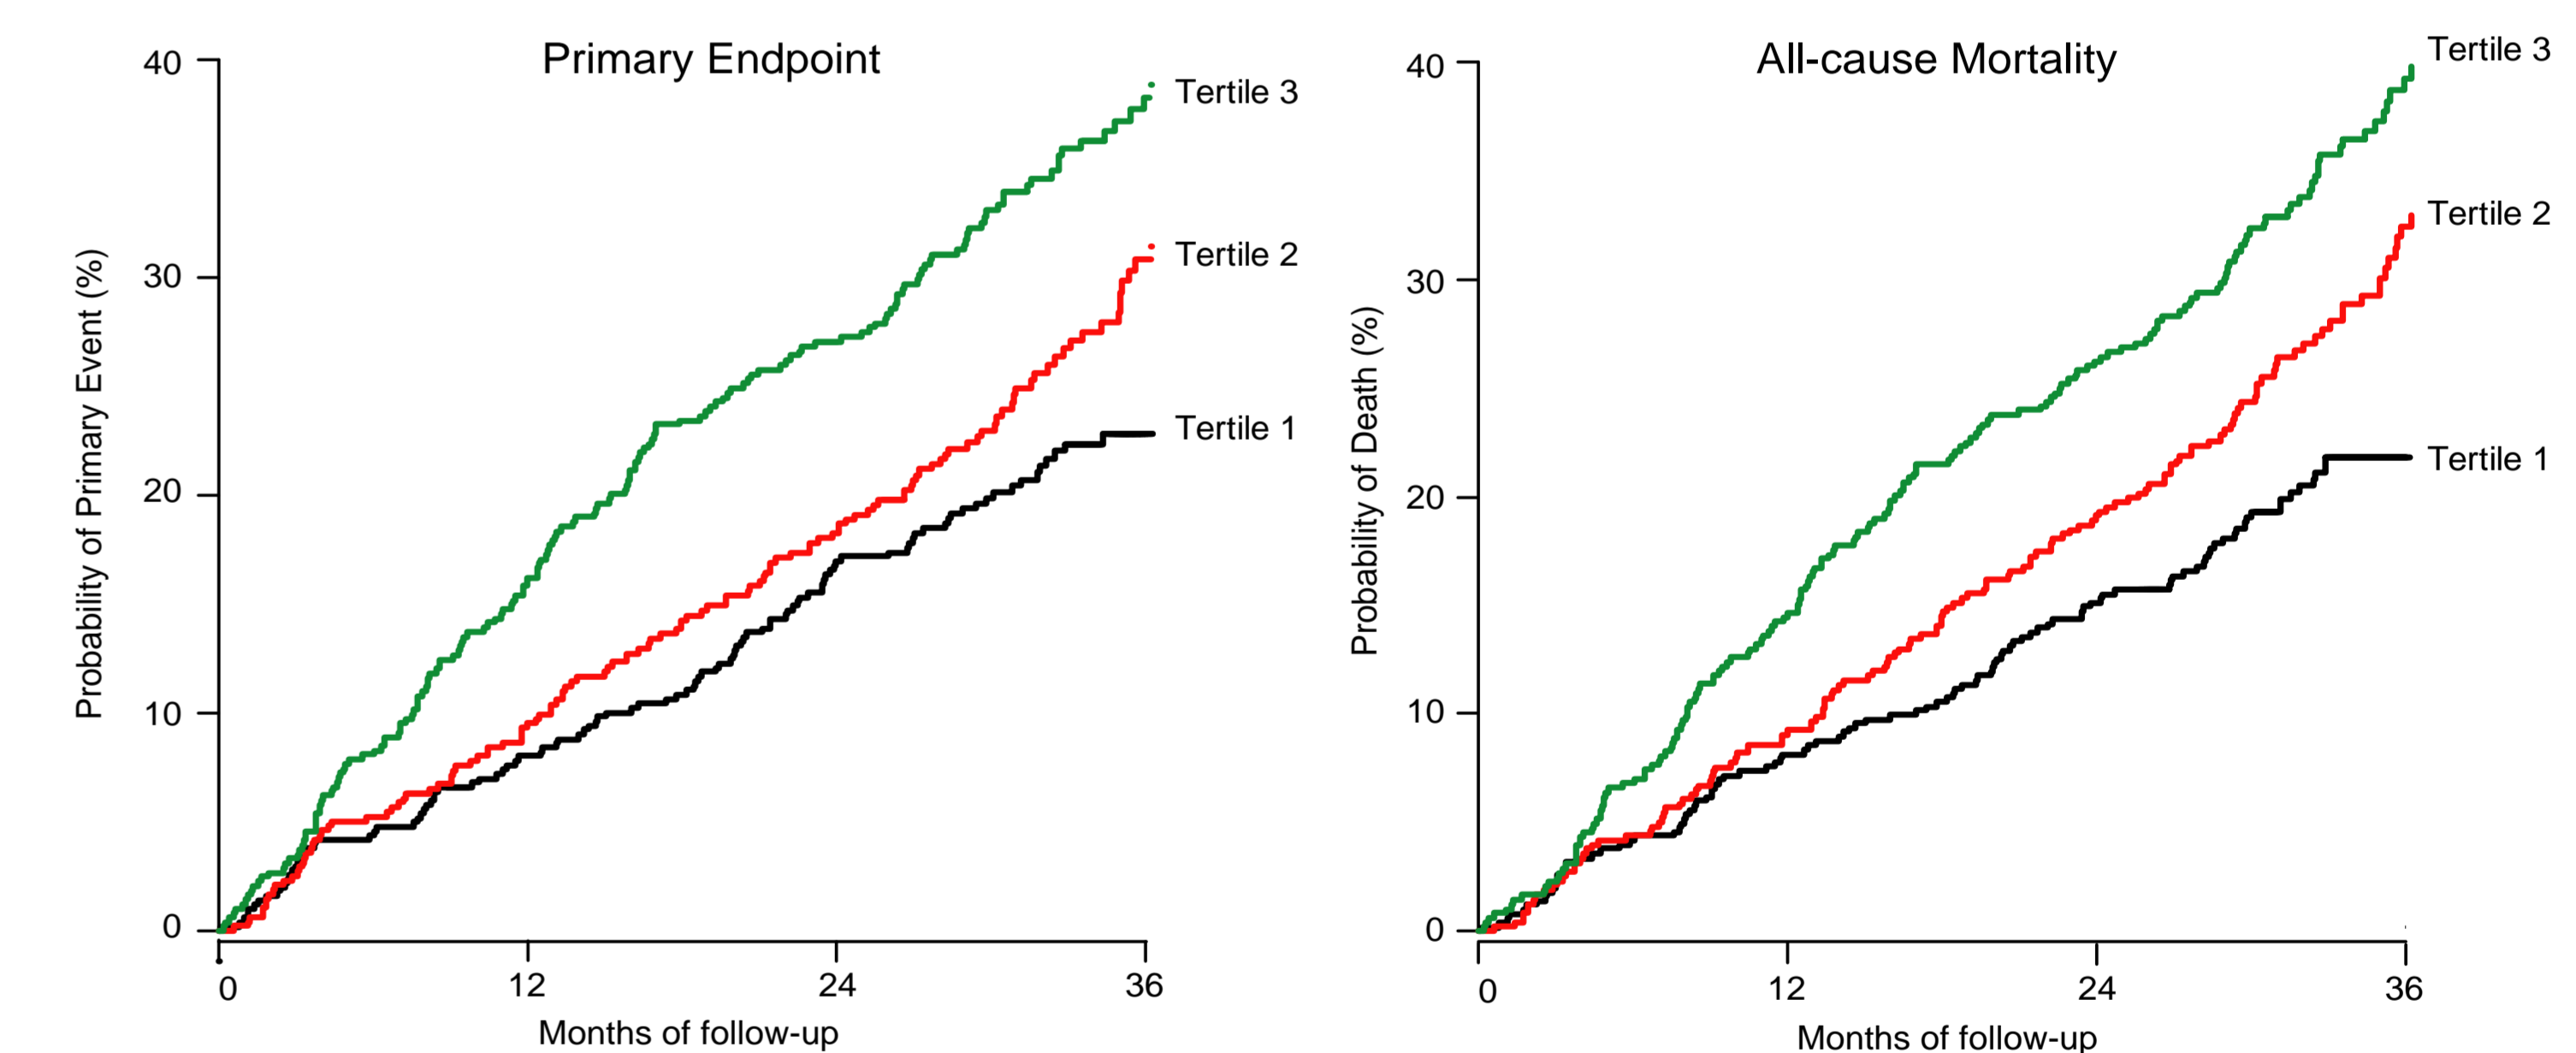 Primary Endpoint
Probability of Primary Event (%)
40
30
20
10
0
Tertile 3
Tertile 2
Tertile 1
0 12 24 36
Months of follow-up
All-cause Mortality
Probability of Death (%)
40
30
20
10
0
Tertile 3
Tertile 2
Tertile 1
0 12 24 36
Months of follow-up